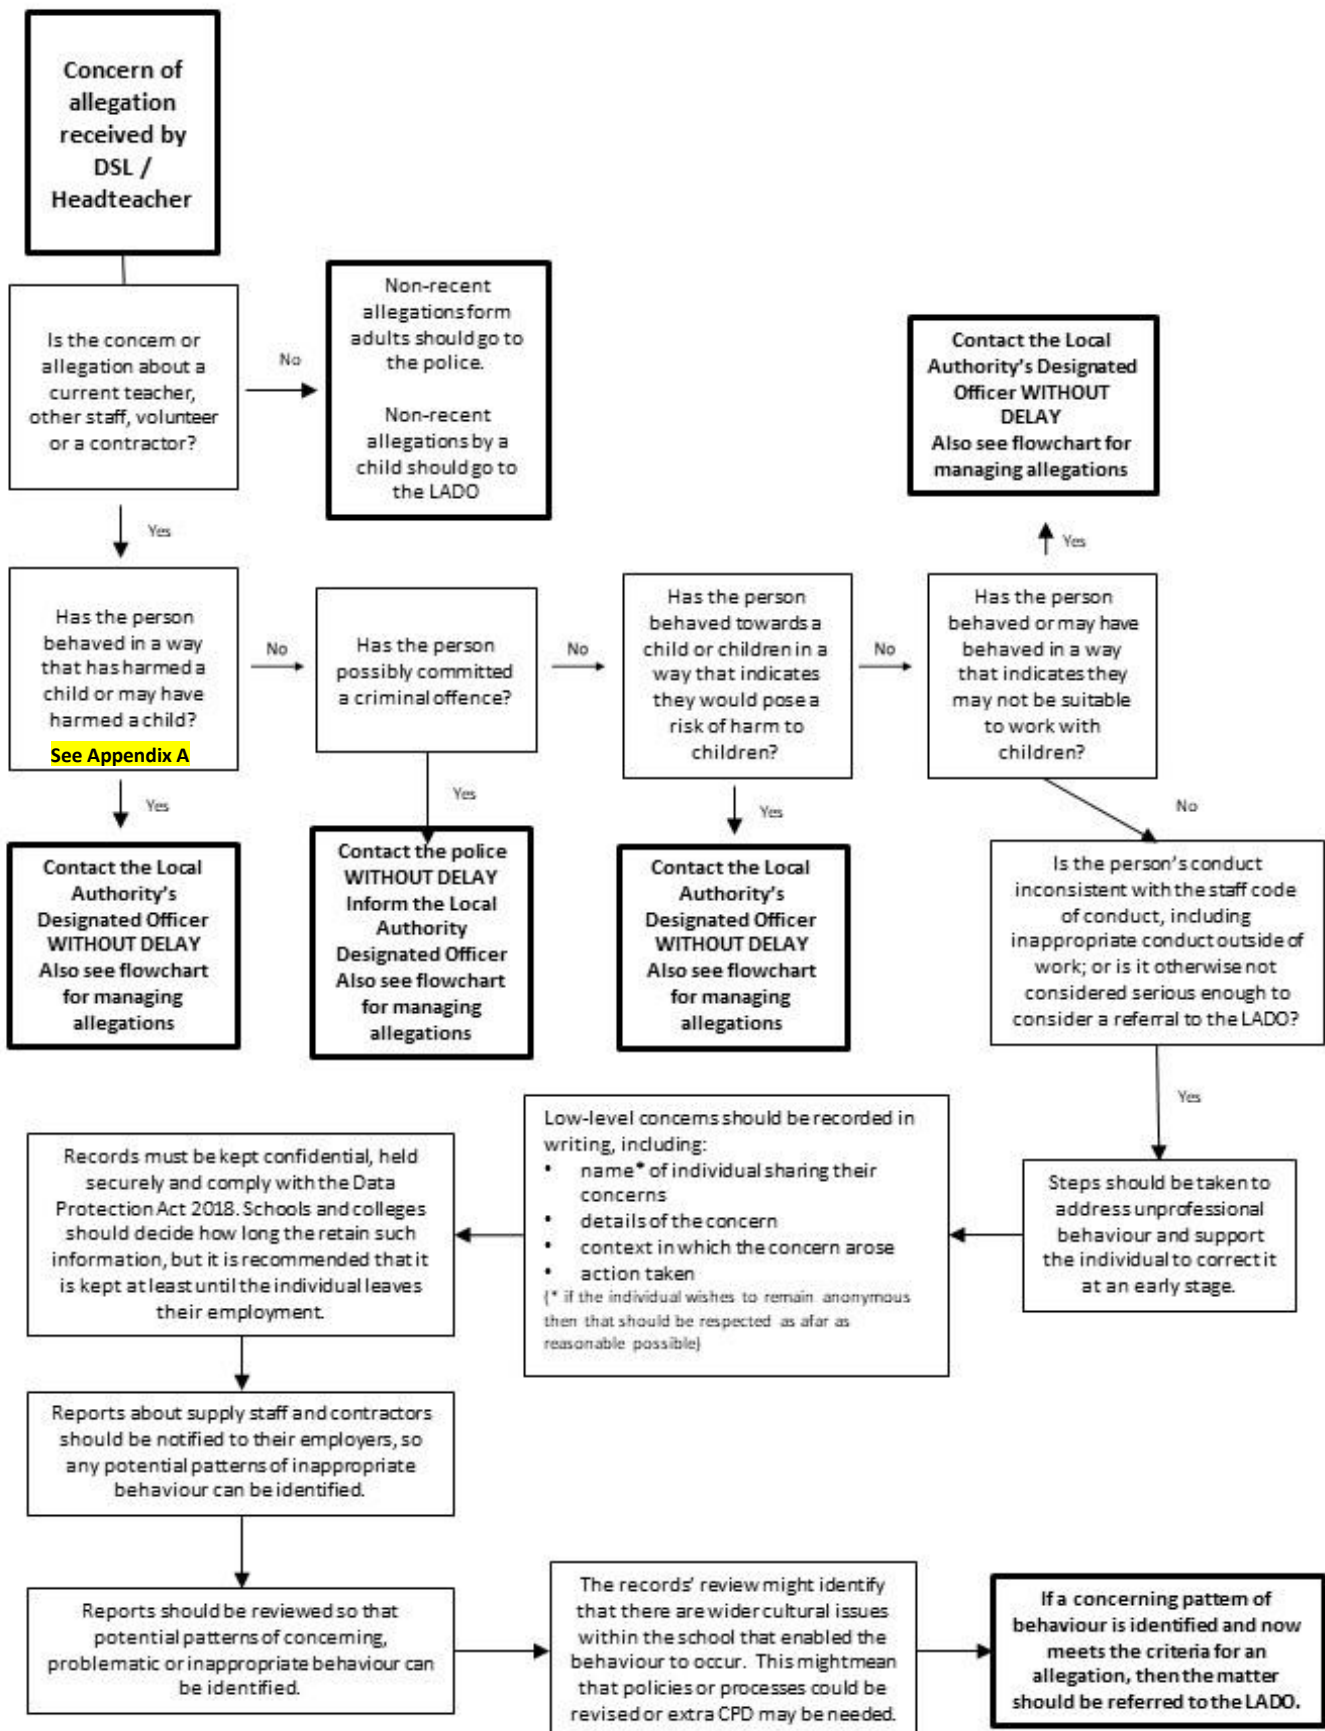 Concern of
allegation
received by
DSL /
Headteacher
Is the concern or
allegation about a
current teacher,
other staff, volunteer
or a contractor?
No
Non-recent
allegations form
adults should go to
the police.
Non-recent
allegations by a
child should go to
the LADO
Contact the Local
Authority's Designated
Officer WITHOUT
DELAY
Also see flowchart for
managing allegations
Yes
Yes
Has the person
behaved in a way
that has harmed a
child or may have
harmed a child?
See Appendix A
No
Has the person
possibly committed
a criminal offence?
No
Has the person
behaved towards a
child or children in a
way that indicates
they would pose a
risk of harm to
children?
No
Has the person
behaved or may have
behaved in a way
that indicates they
may not be suitable
to work with
children?
Yes
Yes
Yes
No
Contact the Local
Authority's
Designated Officer
WITHOUT DELAY
Also see flowchart
for managing
allegations
Contact the police
WITHOUT DELAY
Inform the Local
Authority
Designated Officer
Also see flowchart
for managing
allegations
Contact the Local
Authority's
Designated Officer
WITHOUT DELAY
Also see flowchart
for managing
allegations
Is the person's conduct
inconsistent with the staff code
of conduct, including
inappropriate conduct outside of
work; or is it otherwise not
considered serious enough to
consider a referral to the LADO?
Yes
Steps should be taken to
address unprofessional
behaviour and support
the individual to correct it
at an early stage.
Low-level concerns should be recorded in
writing, including:
• name* of individual sharing their
concerns
• details of the concern
• context in which the concern arose
• action taken
(* if the individual wishes to remain anonymous
then that should be respected as afar as
reasonable possible)
Records must be kept confidential, held
securely and comply with the Data
Protection Act 2018. Schools and colleges
should decide how long the retain such
information, but it is recommended that it
is kept at least until the individual leaves
their employment.
Reports about supply staff and contractors
should be notified to their employers, so
any potential patterns of inappropriate
behaviour can be identified.
Reports should be reviewed so that
potential patterns of concerning,
problematic or inappropriate behaviour can
be identified.
The records' review might identify
that there are wider cultural issues
within the school that enabled the
behaviour to occur. This might mean
that policies or processes could be
revised or extra CPD may be needed.
If a concerning pattern of
behaviour is identified and now
meets the criteria for an
allegation, then the matter
should be referred to the LADO.